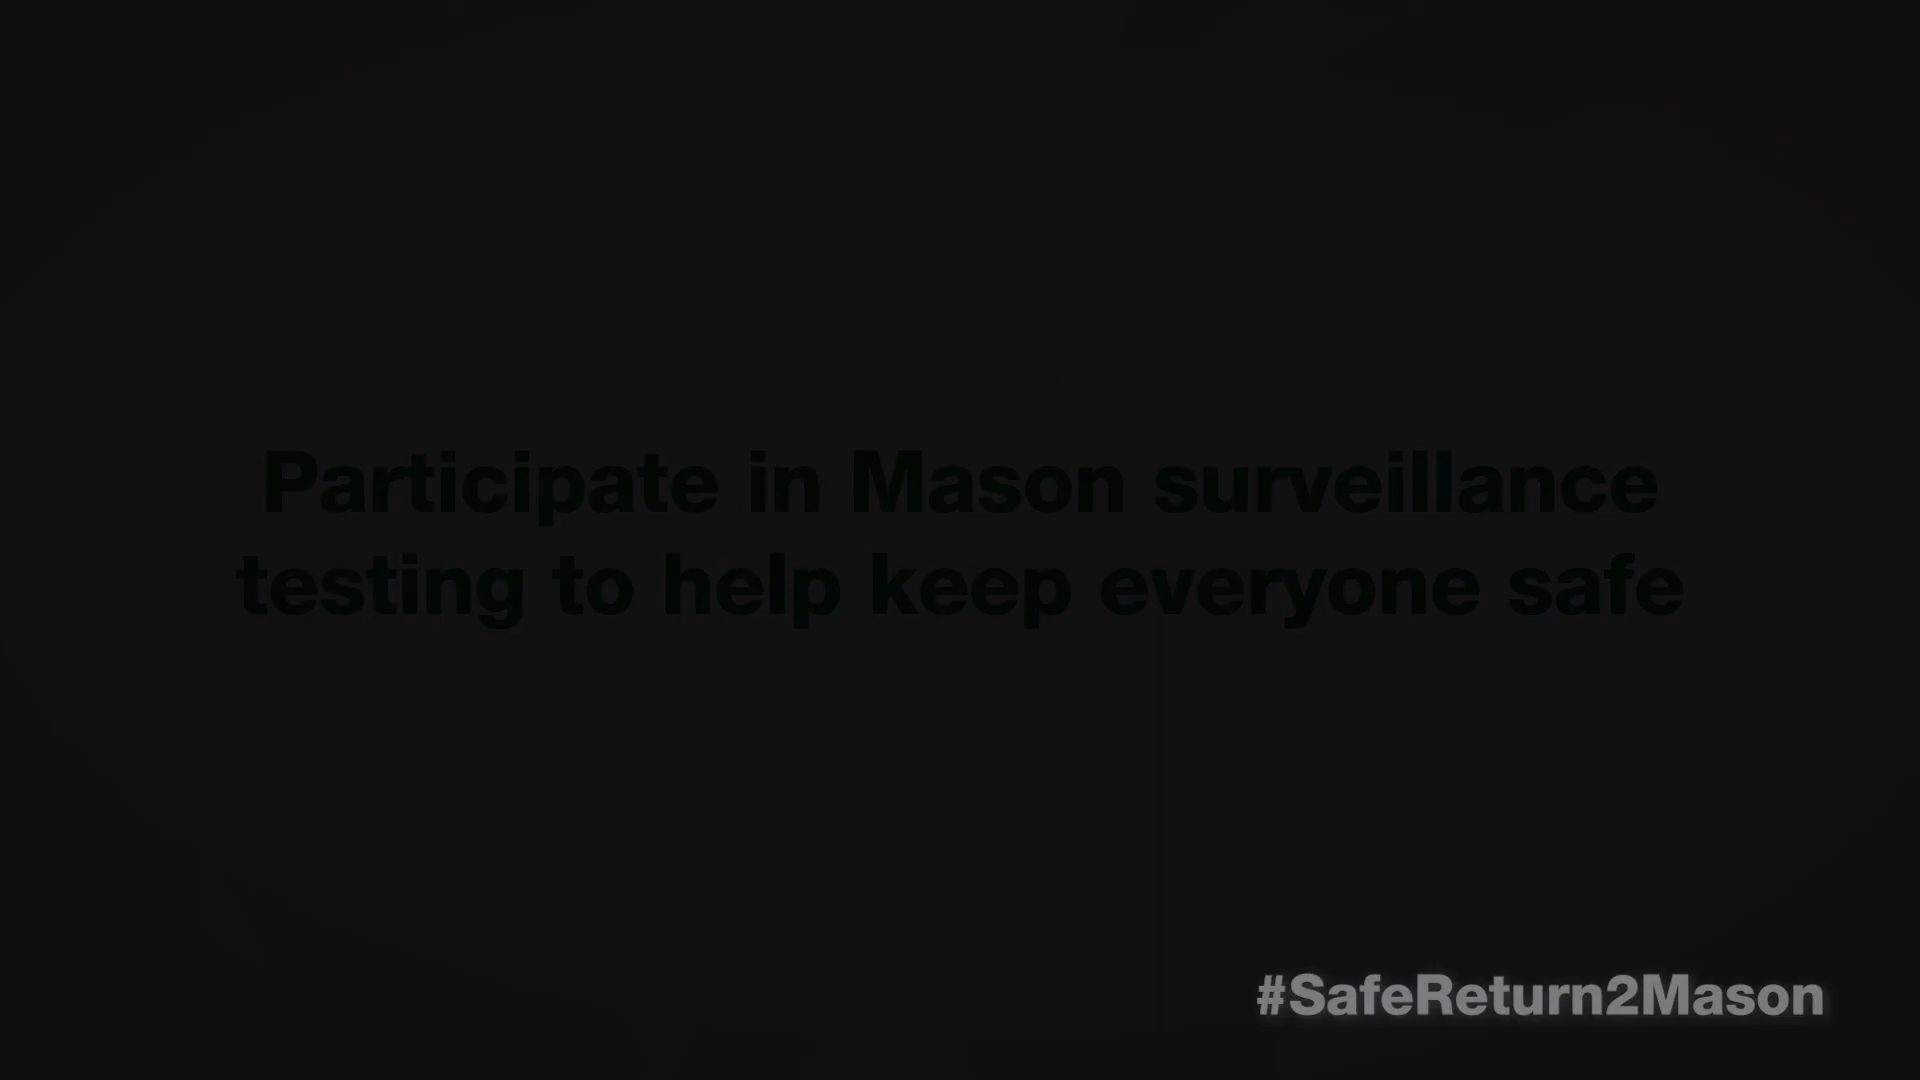 Participate in Mason surveillance
testing to help keep everyone safe
#SafeReturn2Mason